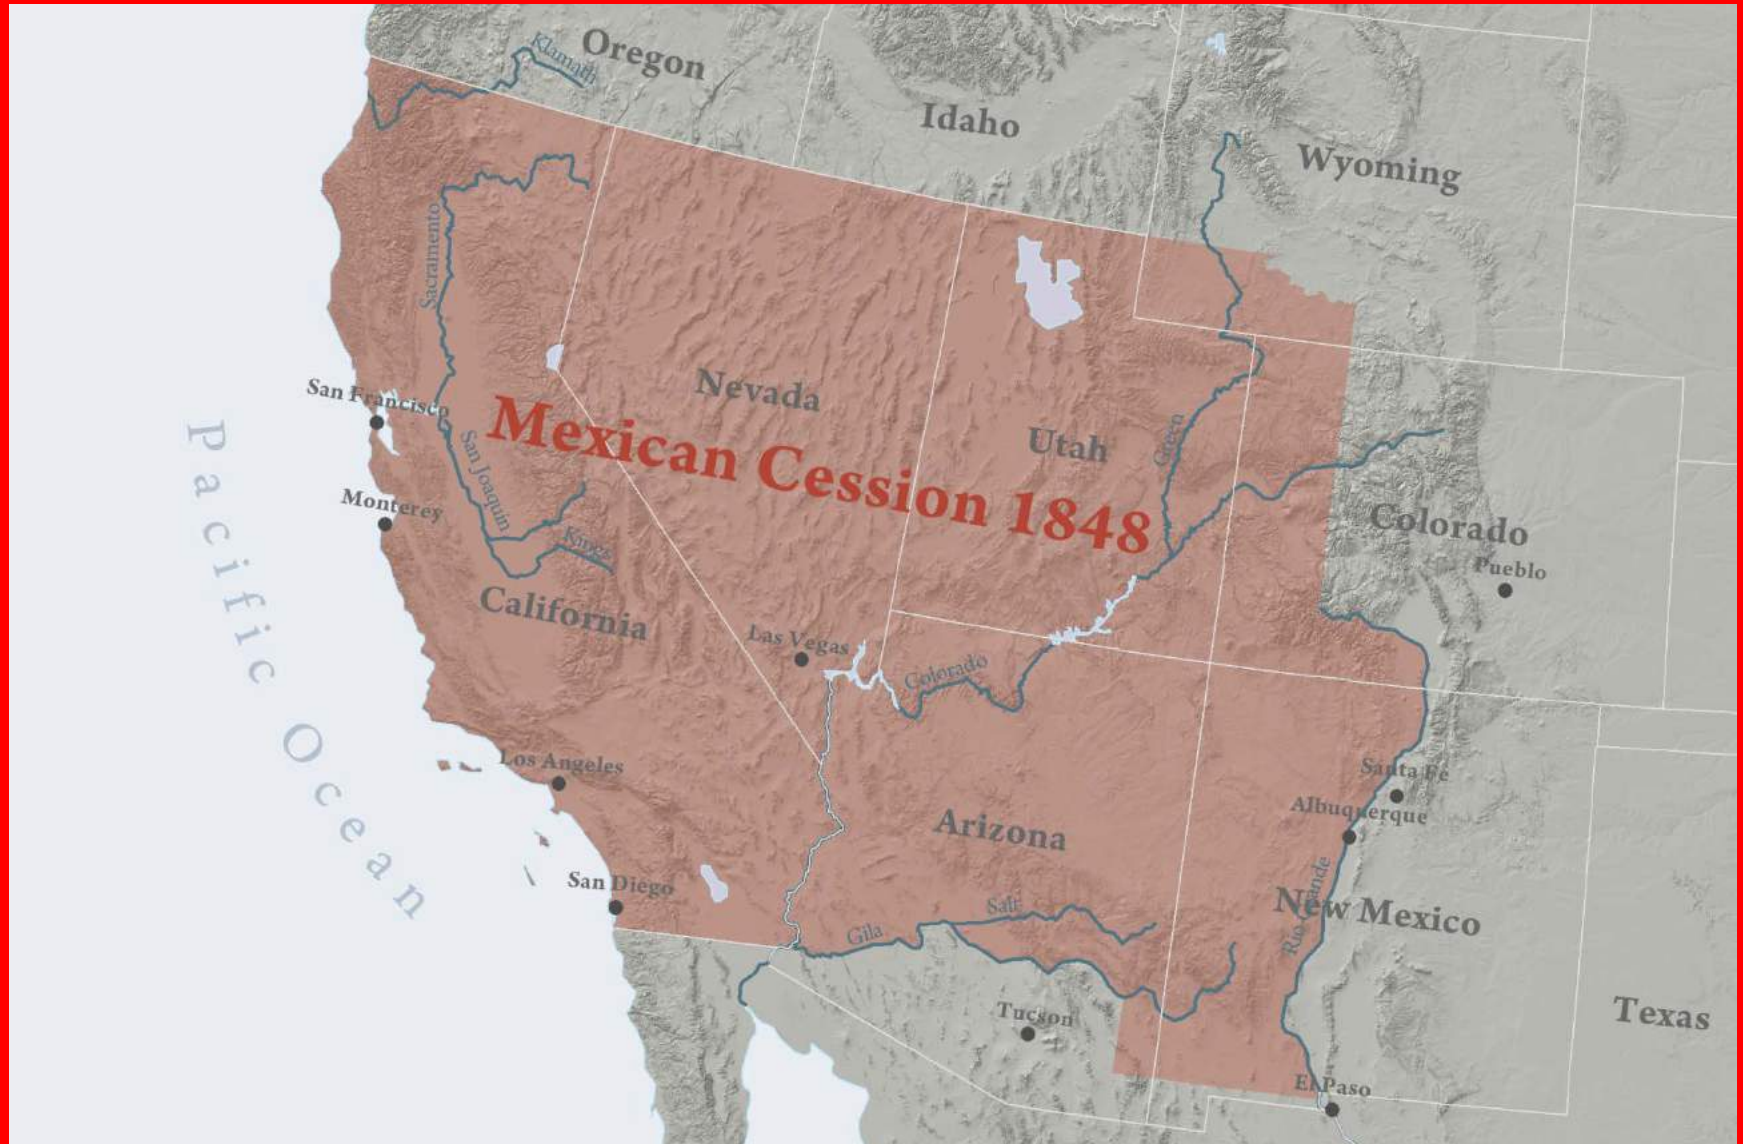 Klamath
Oregon
Idaho
Wyoming
Sacramento
Nevada
San Francisco
Utah
Green
Mexican Cession 1848
San Joaquin
Monterey
Kings
Colorado
Pueblo
California
Las Vegas
Colorado
Pacific Ocean
Los Angeles
Santa Fe
Albuquerque
Arizona
San Diego
Salt
Gila
Rio Grande
New Mexico
Tucson
Texas
El Paso